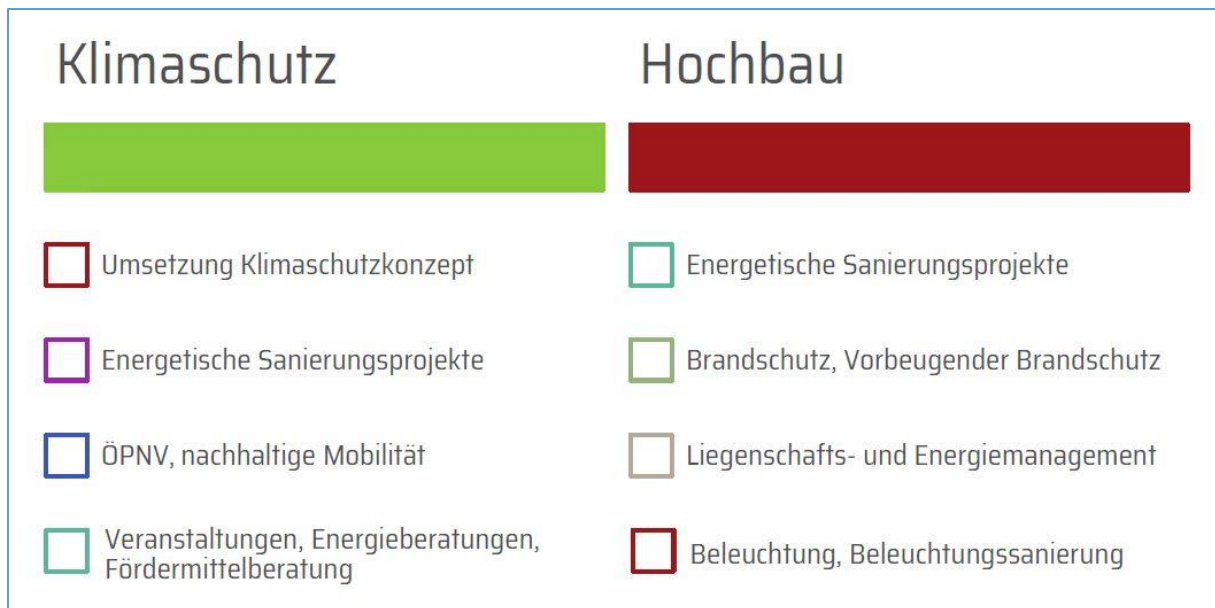 Klimaschutz
Umsetzung Klimaschutzkonzept
Energetische Sanierungsprojekte
ÖPNV, nachhaltige Mobilität
Veranstaltungen, Energieberatungen,
Fördermittelberatung
Hochbau
Energetische Sanierungsprojekte
Brandschutz, Vorbeugender Brandschutz
Liegenschafts- und Energiemanagement
Beleuchtung, Beleuchtungssanierung